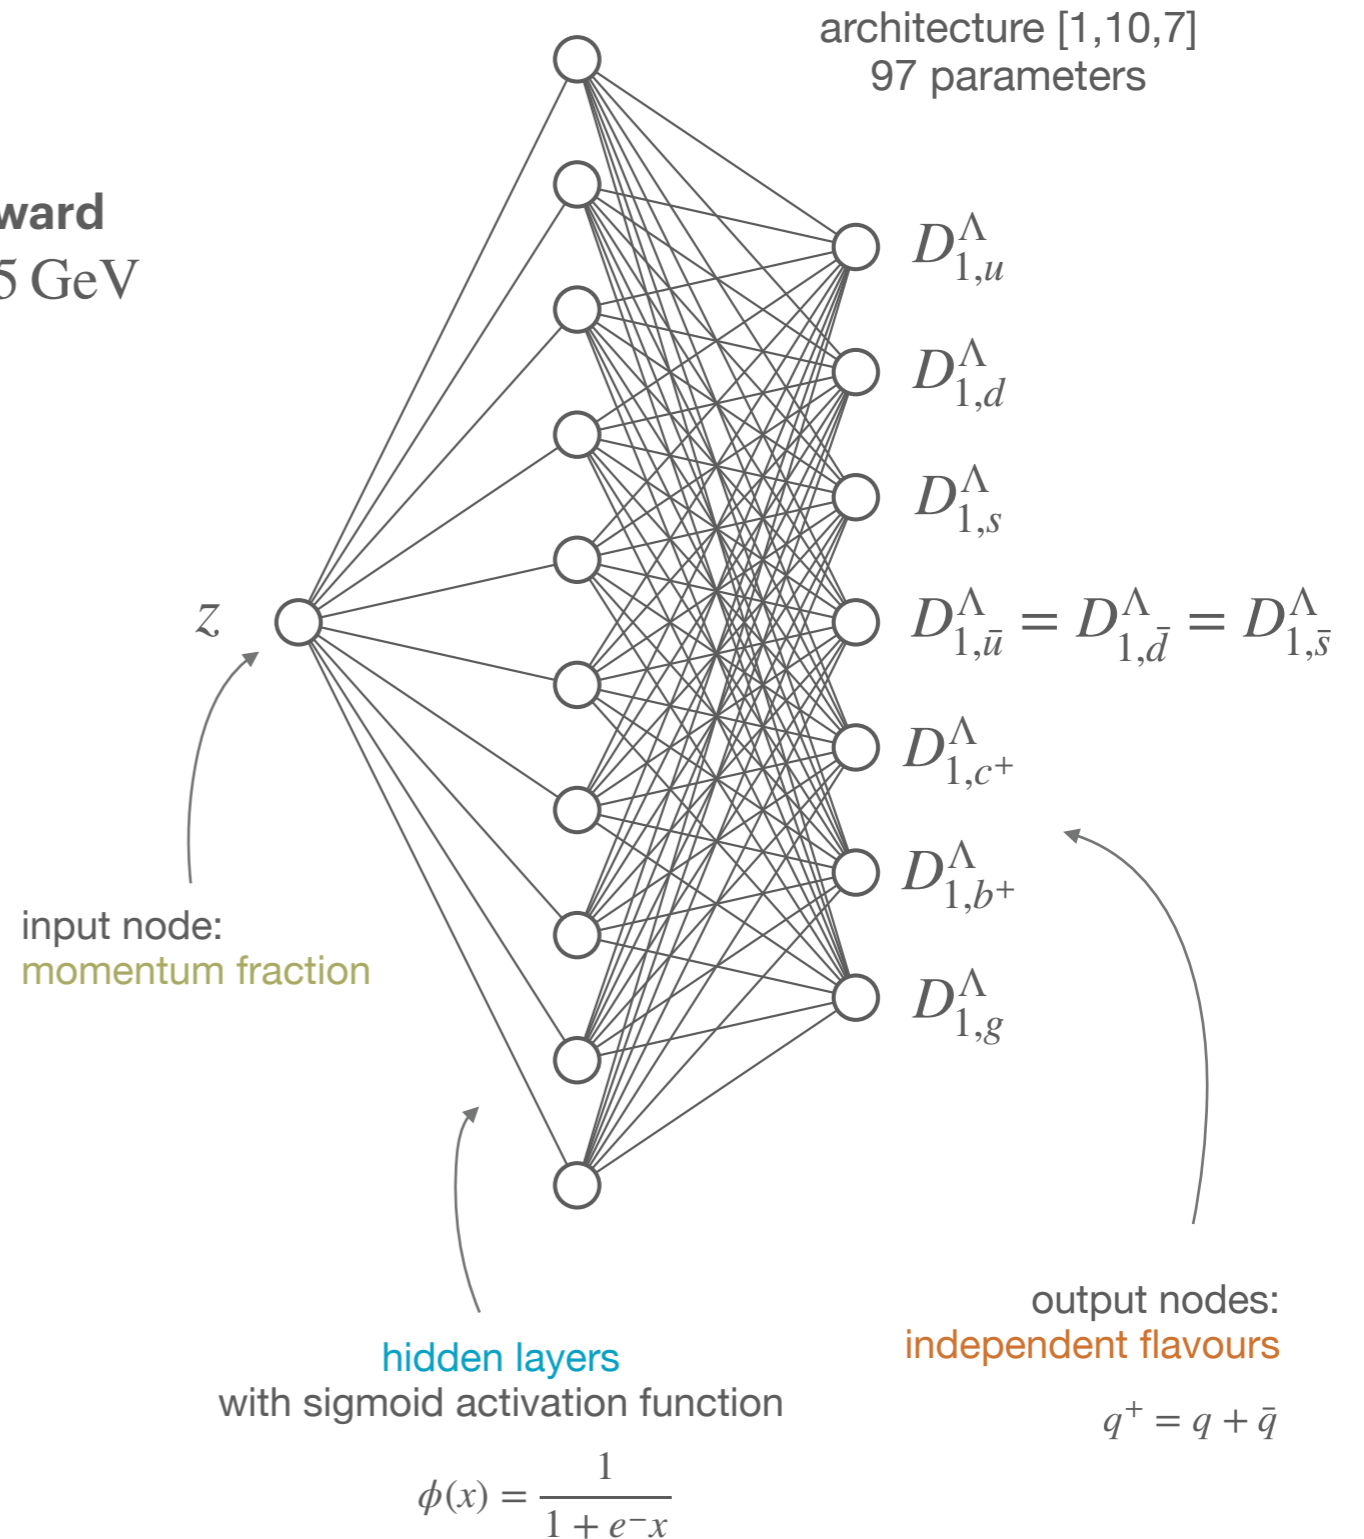 architecture [1,10,7]
97 parameters
ward
5 GeV
z
D^Λ_{1,u}
D^Λ_{1,d}
D^Λ_{1,s}
D^Λ_{1,ū} = D^Λ_{1,d̄} = D^Λ_{1,s̄}
D^Λ_{1,c⁺}
D^Λ_{1,b⁺}
D^Λ_{1,g}
input node:
momentum fraction
hidden layers
with sigmoid activation function
ϕ(x) = 1 / (1 + e⁻x)
output nodes:
independent flavours
q⁺ = q + q̄